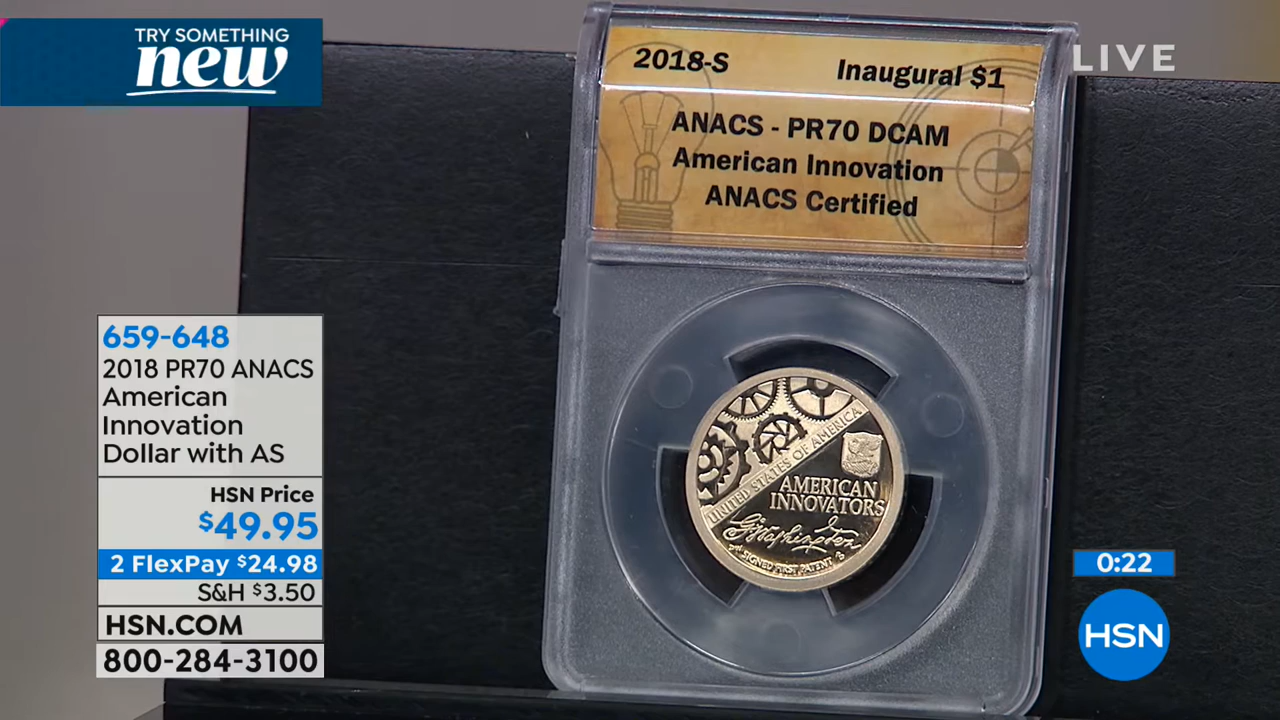 TRY SOMETHING
new
LIVE
2018-S Inaugural $1
ANACS - PR70 DCAM
American Innovation
ANACS Certified
659-648
2018 PR70 ANACS
American
Innovation
Dollar with AS
HSN Price
$49.95
2 FlexPay $24.98
S&H $3.50
HSN.COM
800-284-3100
UNITED STATES OF AMERICA
AMERICAN
INNOVATORS
G. Washington
SIGNED FIRST PATENT
0:22
HSN